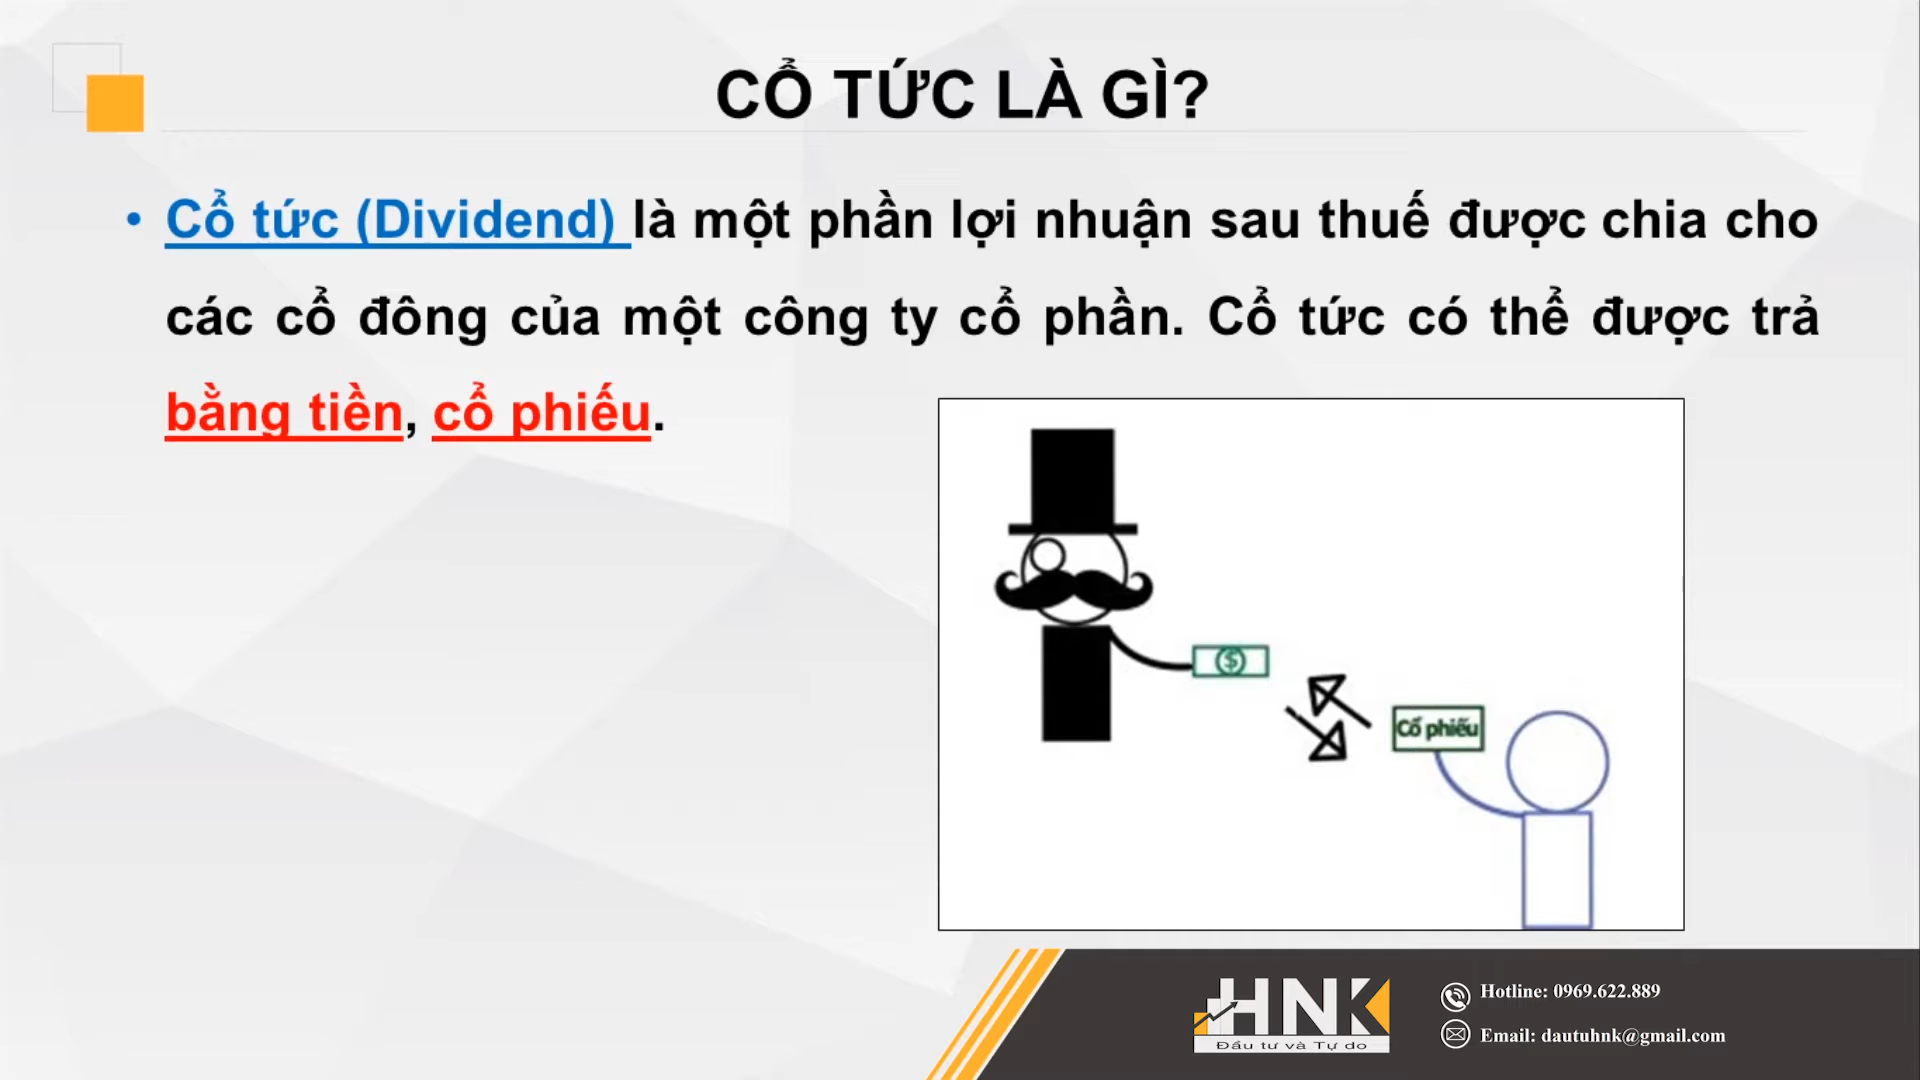 CỔ TỨC LÀ GÌ?
• Cổ tức (Dividend) là một phần lợi nhuận sau thuế được chia cho
các cổ đông của một công ty cổ phần. Cổ tức có thể được trả
bằng tiền, cổ phiếu.
$
Cổ phiếu
HNK
Đầu tư và Tự do
Hotline: 0969.622.889
Email: dautuhnk@gmail.com